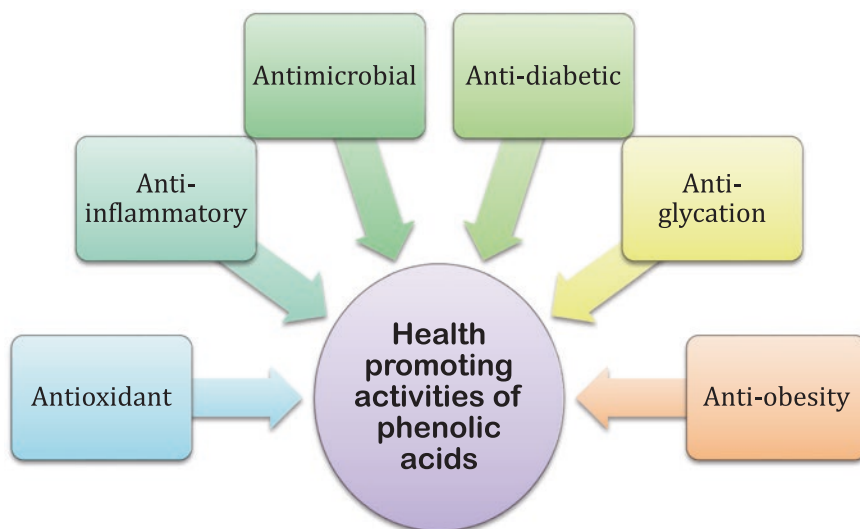 Antimicrobial
Anti-diabetic
Anti-
inflammatory
Anti-
glycation
Antioxidant
Anti-obesity
Health
promoting
activities of
phenolic
acids